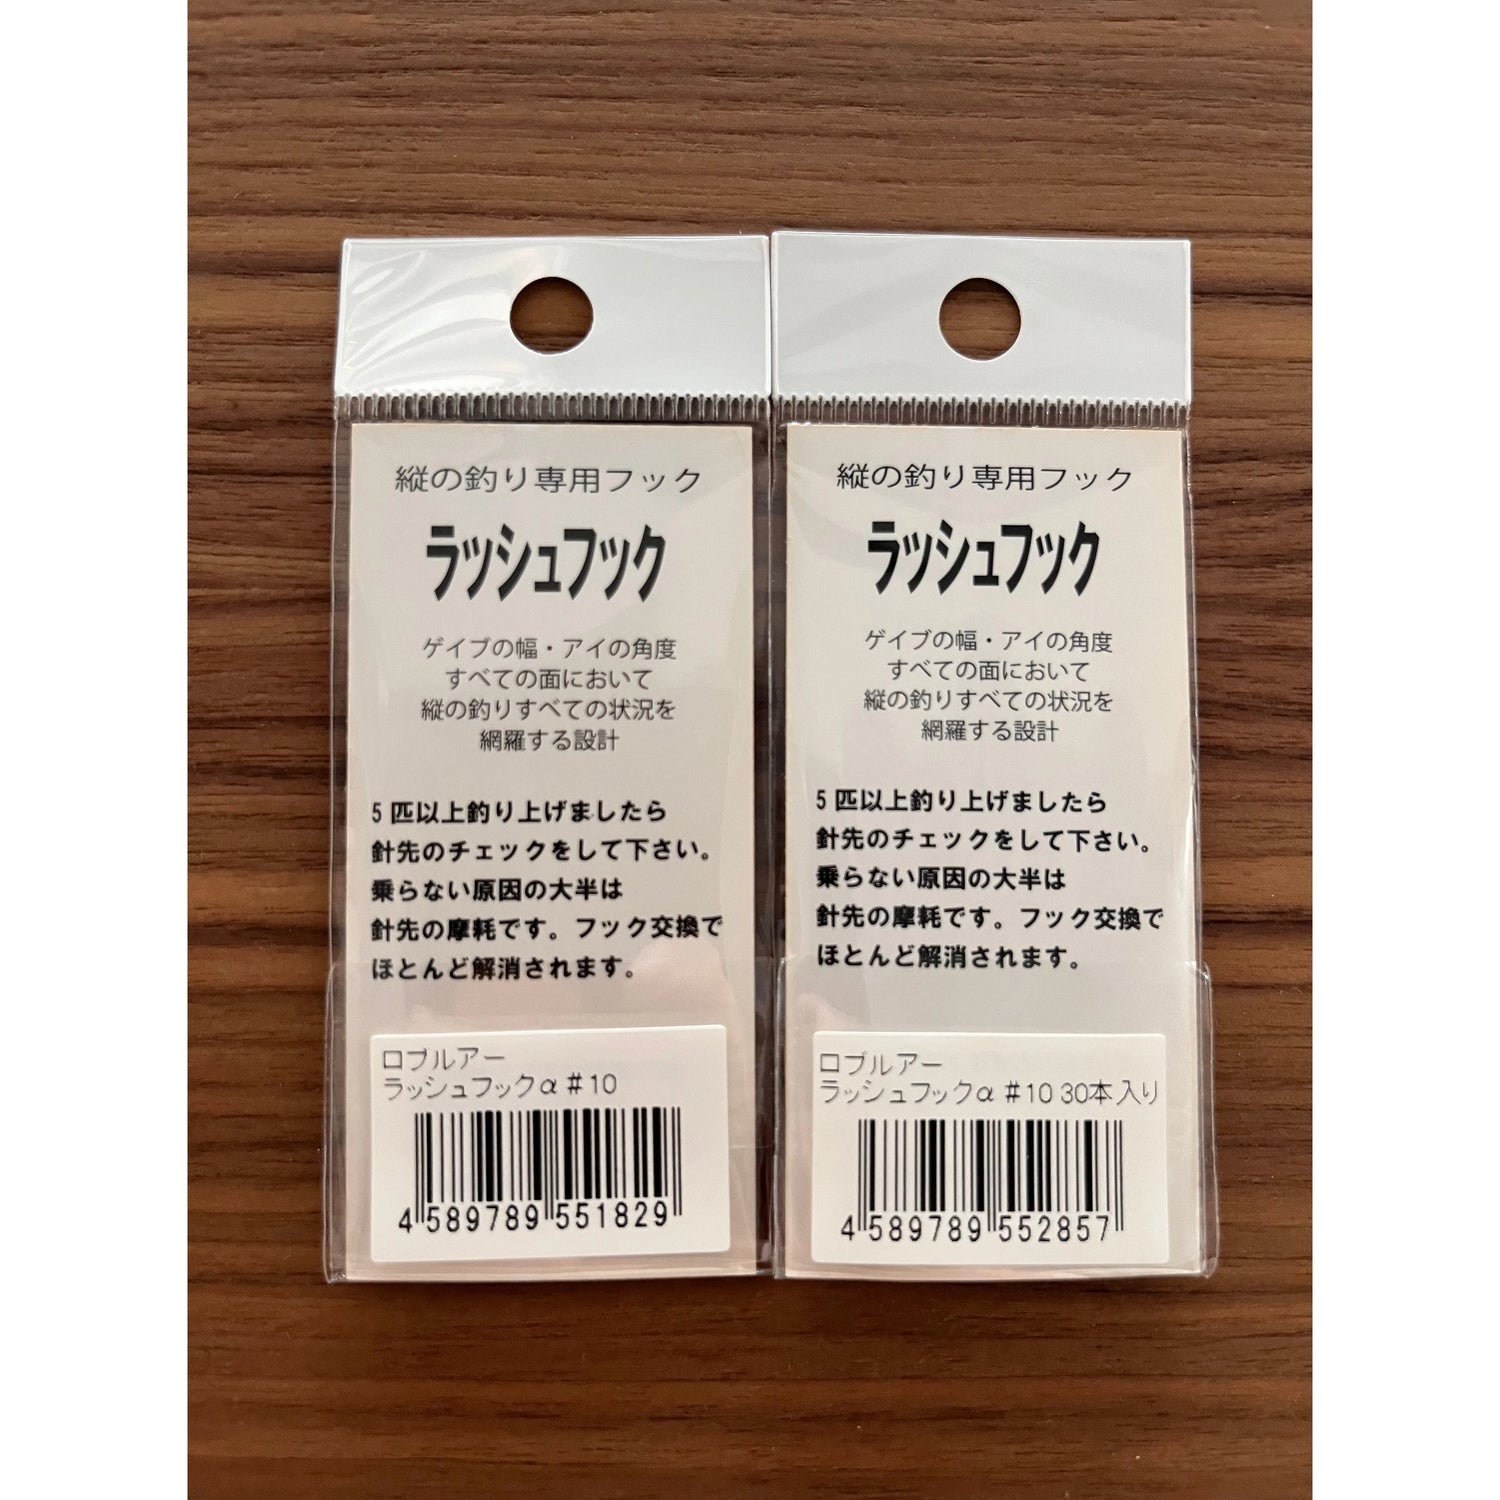 縦の釣り専用フック
ラッシュフック
ゲイブの幅・アイの角度
すべての面において
縦の釣りすべての状況を
網羅する設計
5匹以上釣り上げましたら
針先のチェックをして下さい。
乗らない原因の大半は
針先の摩耗です。フック交換で
ほとんど解消されます。
ロブルアー
ラッシュフックα #10
4 589789 551829
縦の釣り専用フック
ラッシュフック
ゲイブの幅・アイの角度
すべての面において
縦の釣りすべての状況を
網羅する設計
5匹以上釣り上げましたら
針先のチェックをして下さい。
乗らない原因の大半は
針先の摩耗です。フック交換で
ほとんど解消されます。
ロブルアー
ラッシュフックα #10 30本入り
4 589789 552857